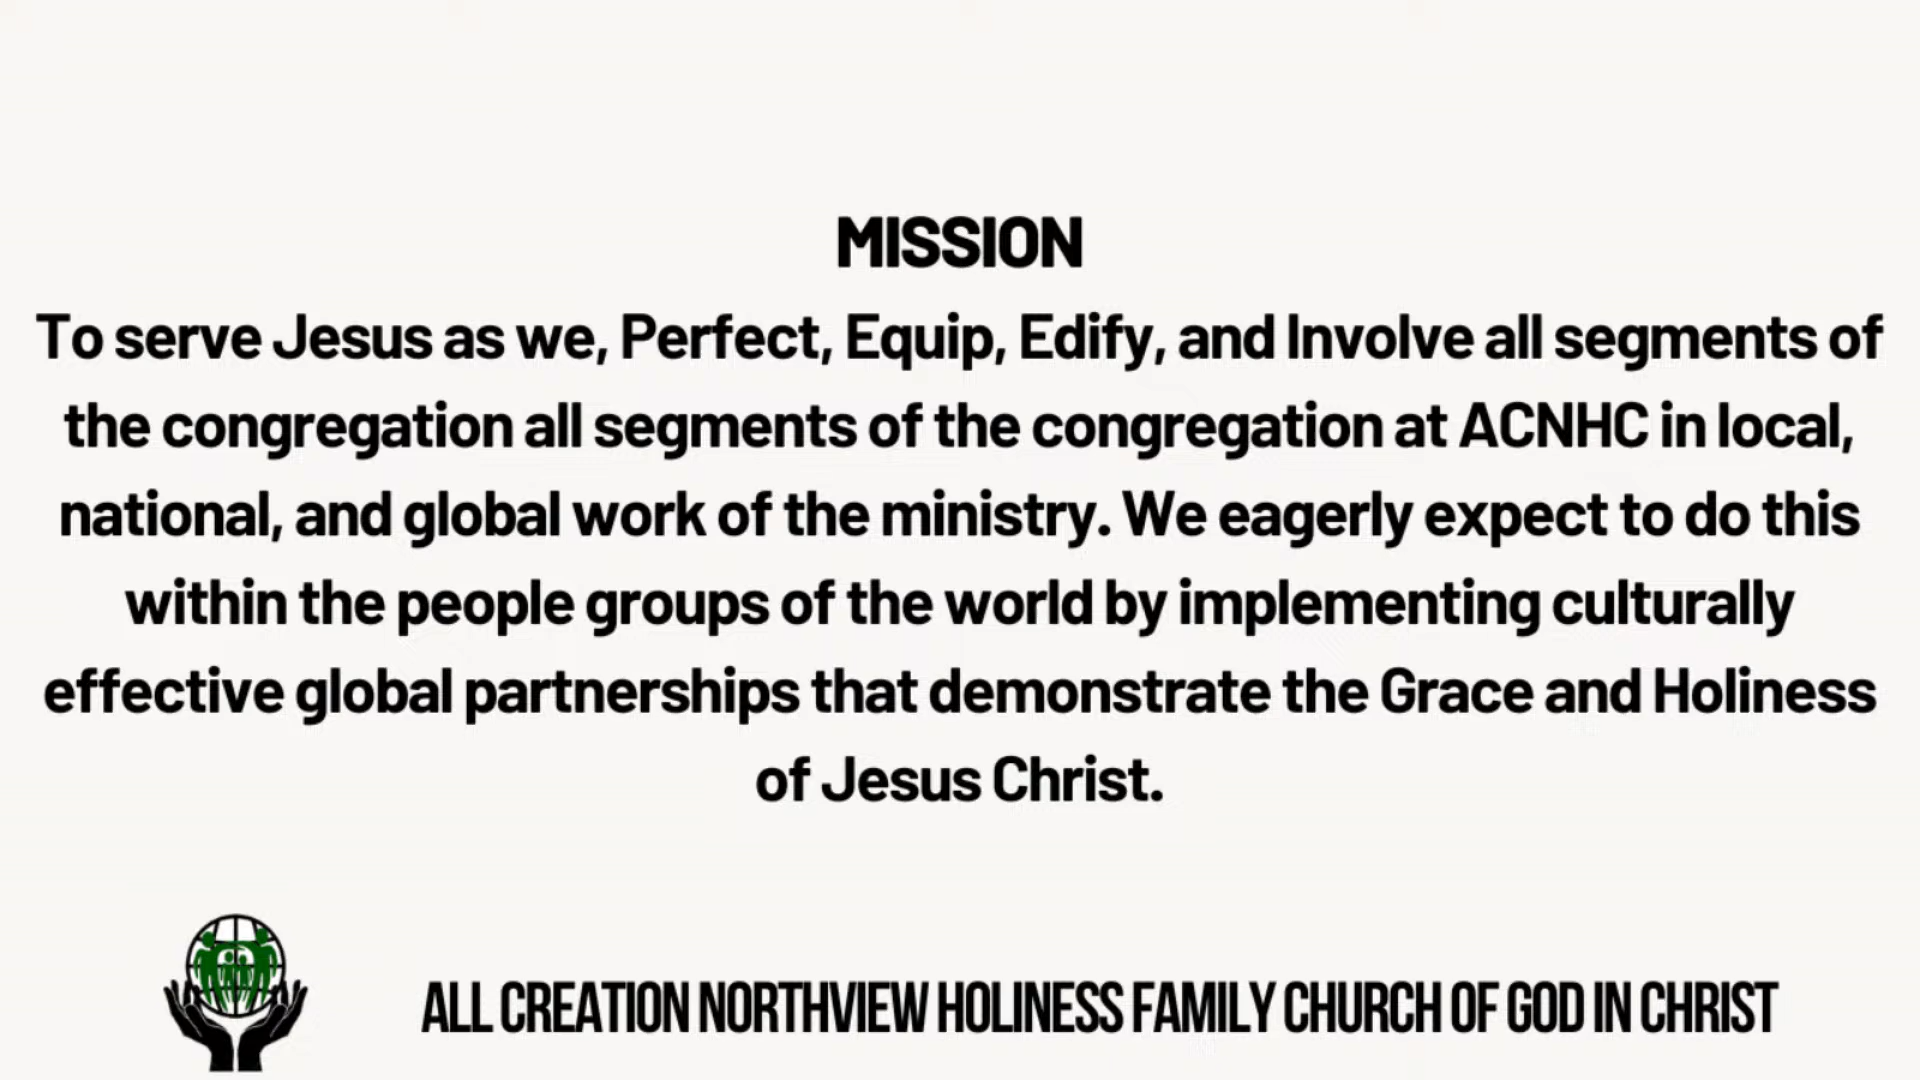 MISSION
To serve Jesus as we, Perfect, Equip, Edify, and Involve all segments of
the congregation all segments of the congregation at ACNHC in local,
national, and global work of the ministry. We eagerly expect to do this
within the people groups of the world by implementing culturally
effective global partnerships that demonstrate the Grace and Holiness
of Jesus Christ.
ALL CREATION NORTHVIEW HOLINESS FAMILY CHURCH OF GOD IN CHRIST